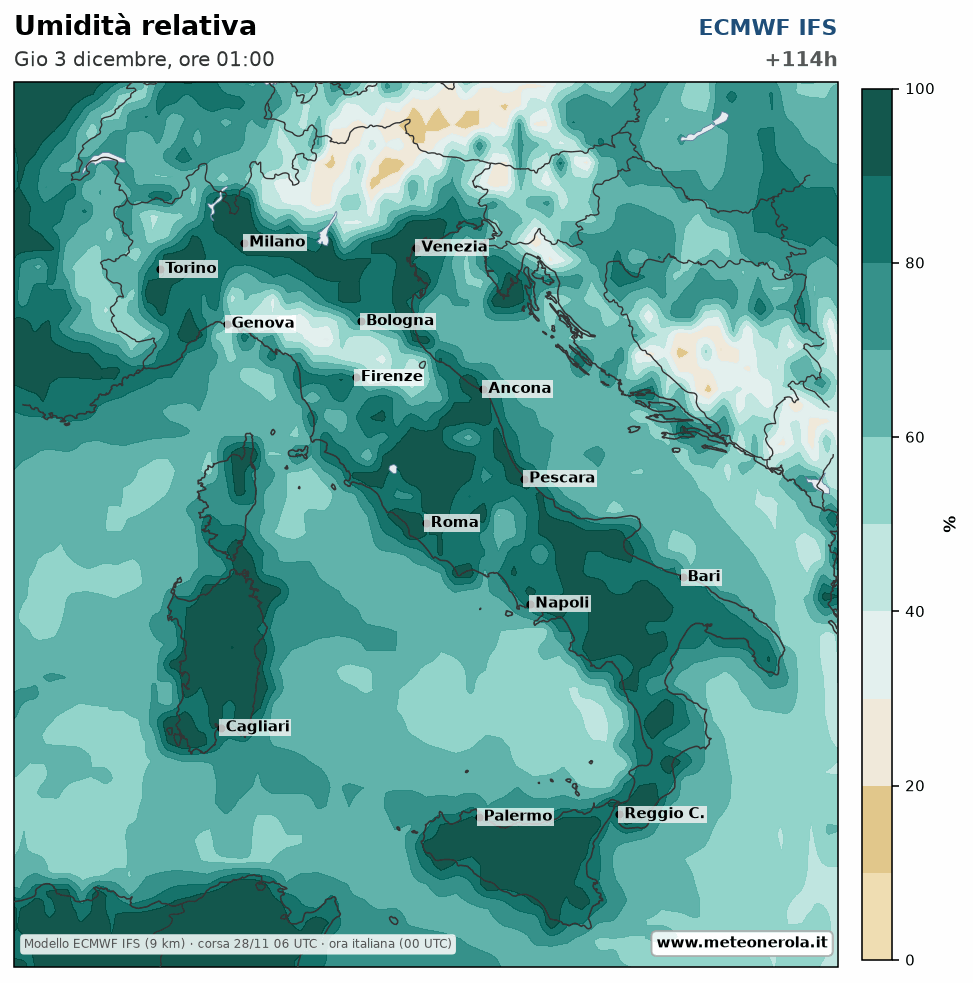 Umidità relativa
ECMWF IFS
Gio 3 dicembre, ore 01:00
+114h
100
80
60
40
20
0
%
Milano
Venezia
Torino
Genova
Bologna
Firenze
Ancona
Pescara
Roma
Bari
Napoli
Cagliari
Palermo
Reggio C.
Modello ECMWF IFS (9 km) · corsa 28/11 06 UTC · ora italiana (00 UTC)
www.meteonerola.it